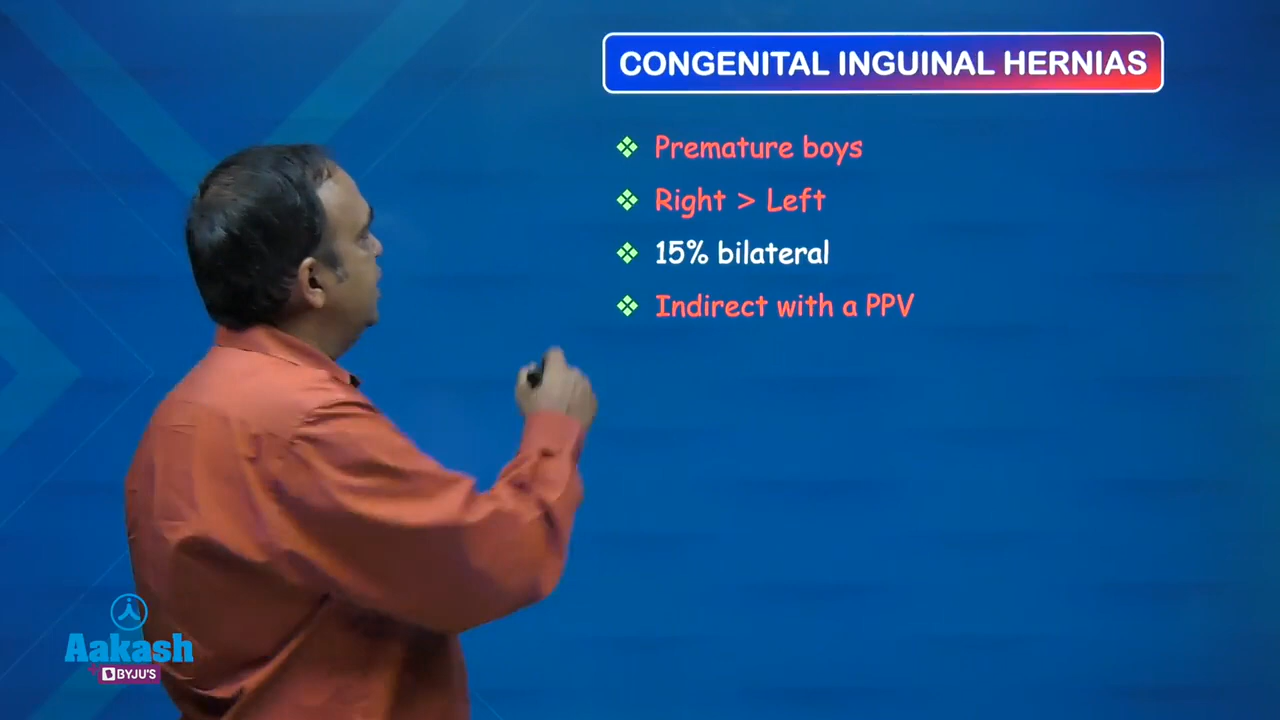 CONGENITAL INGUINAL HERNIAS
Premature boys
Right > Left
15% bilateral
Indirect with a PPV
Aakash
+ BYJU'S